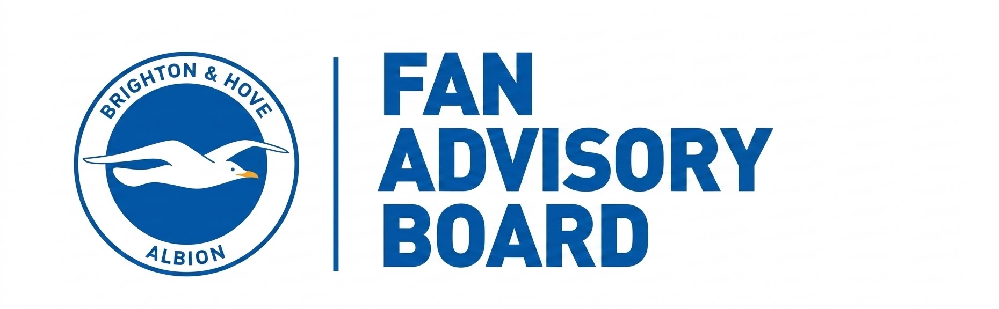 BRIGHTON & HOVE
ALBION
FAN
ADVISORY
BOARD